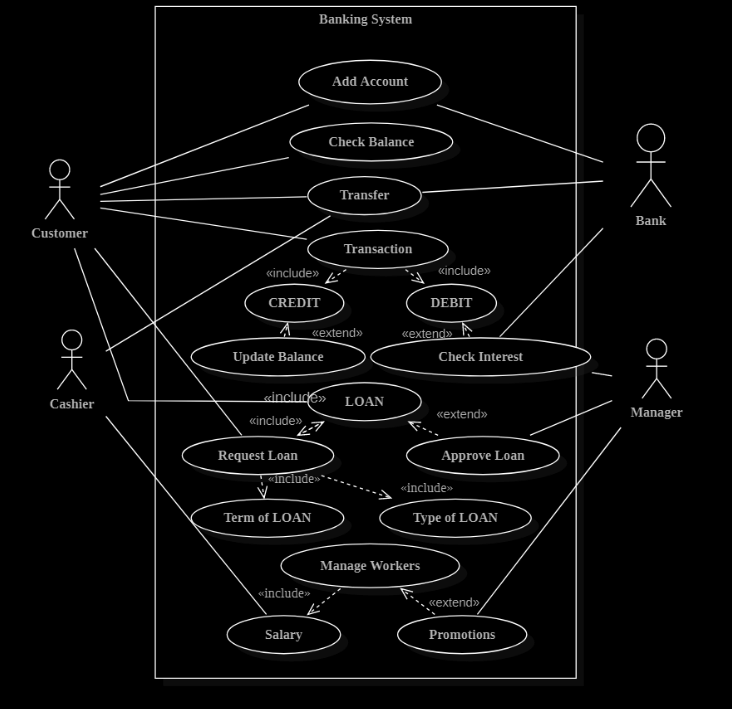 Banking System
Add Account
Check Balance
Transfer
Bank
Customer
Transaction
«include»
«include»
CREDIT
DEBIT
«extend»
«extend»
Update Balance
Check Interest
«include»
LOAN
Cashier
Manager
«include»
«extend»
Request Loan
Approve Loan
«include»
«include»
Term of LOAN
Type of LOAN
Manage Workers
«include»
«extend»
Salary
Promotions